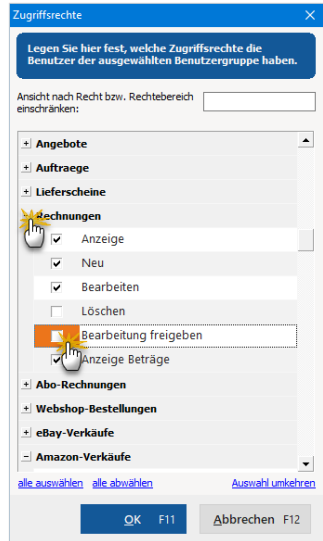 Zugriffsrechte
Legen Sie hier fest, welche Zugriffsrechte die
Benutzer der ausgewählten Benutzergruppe haben.
Ansicht nach Recht bzw. Rechtebereich
einschränken:
Angebote
Auftraege
Lieferscheine
Rechnungen
Anzeige
Neu
Bearbeiten
Löschen
Bearbeitung freigeben
Anzeige Beträge
Abo-Rechnungen
Webshop-Bestellungen
eBay-Verkäufe
Amazon-Verkäufe
alle auswählen alle abwählen Auswahl umkehren
OK F11 Abbrechen F12